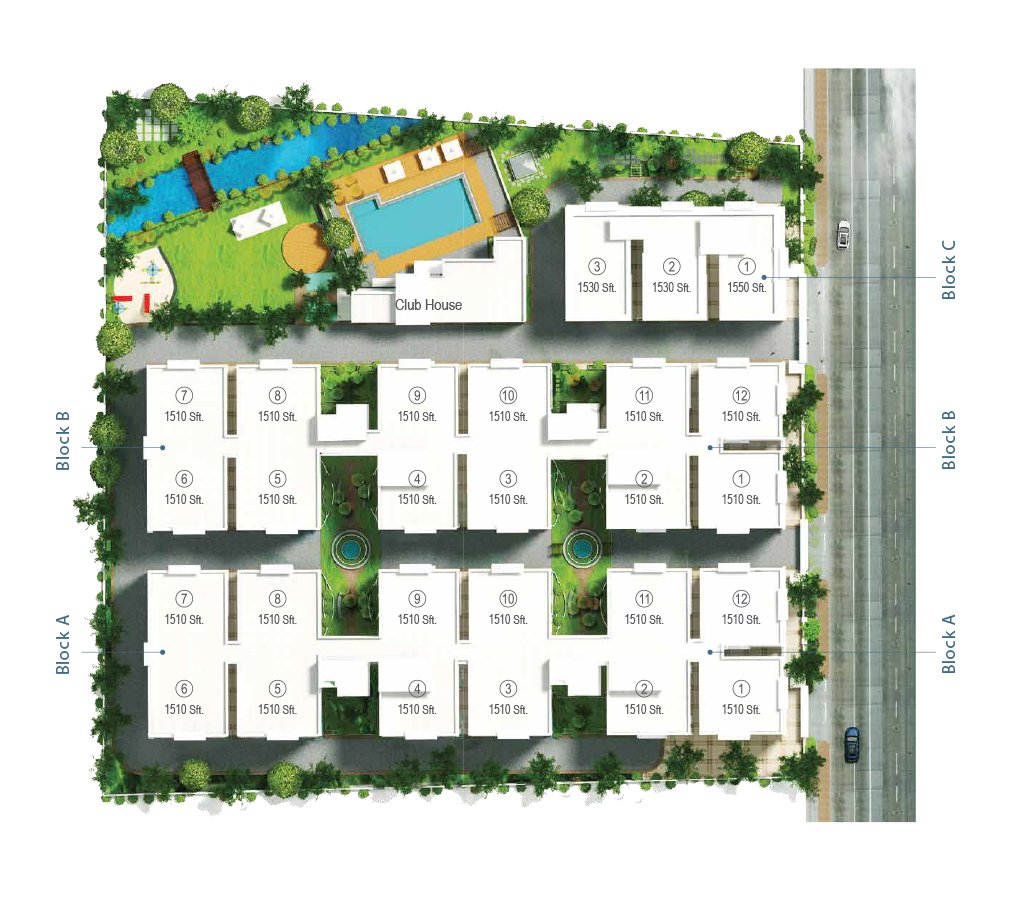 Block C
3
1530 Sft.
2
1530 Sft.
1
1550 Sft.
Club House
Block B
7
1510 Sft.
8
1510 Sft.
9
1510 Sft.
10
1510 Sft.
11
1510 Sft.
12
1510 Sft.
Block B
6
1510 Sft.
5
1510 Sft.
4
1510 Sft.
3
1510 Sft.
2
1510 Sft.
1
1510 Sft.
Block A
7
1510 Sft.
8
1510 Sft.
9
1510 Sft.
10
1510 Sft.
11
1510 Sft.
12
1510 Sft.
Block A
6
1510 Sft.
5
1510 Sft.
4
1510 Sft.
3
1510 Sft.
2
1510 Sft.
1
1510 Sft.